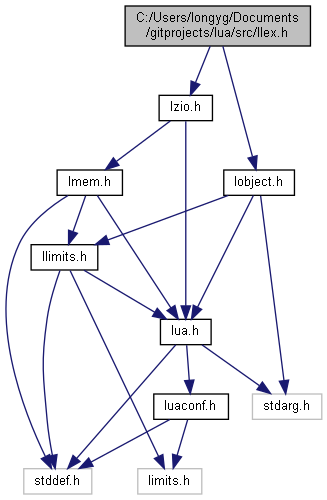 C:/Users/longyg/Documents
/gitprojects/lua/src/llex.h
lzio.h
lmem.h
lobject.h
llimits.h
lua.h
luaconf.h
stdarg.h
stddef.h
limits.h